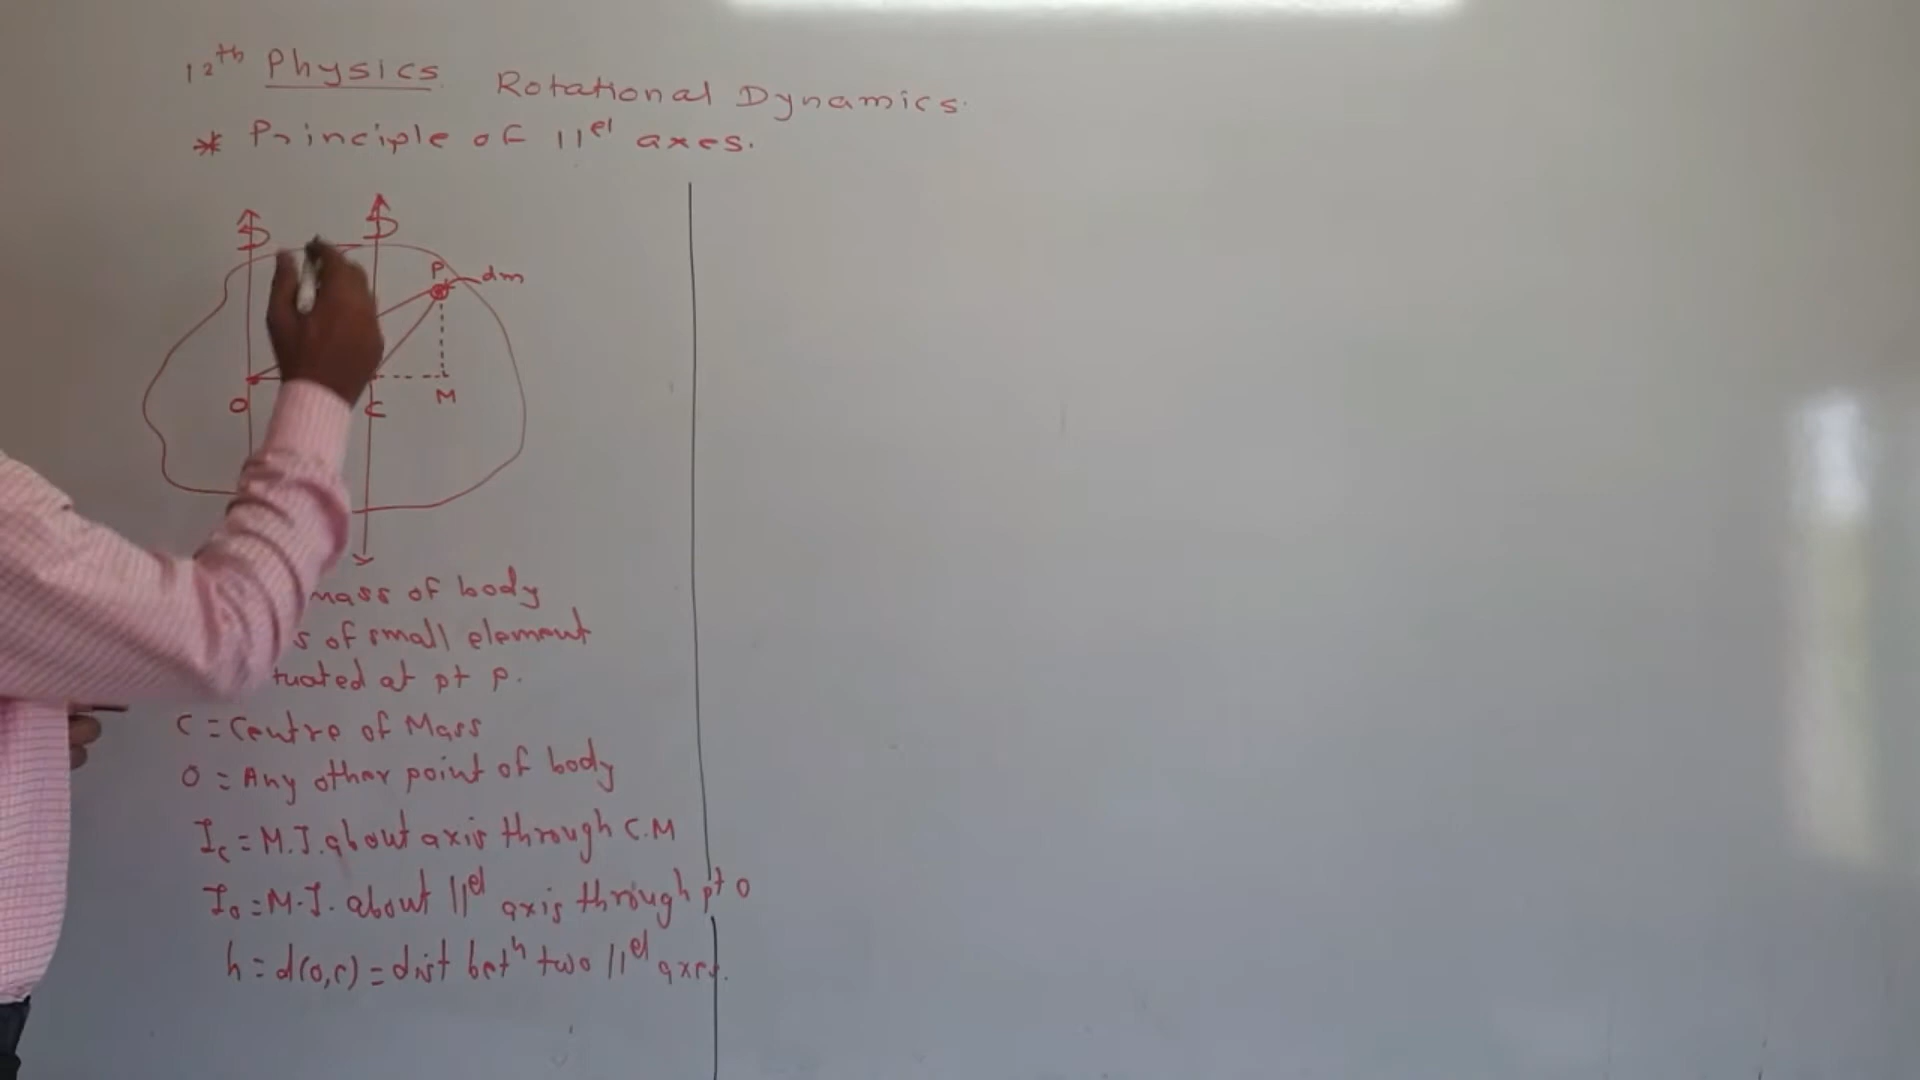 12th Physics Rotational Dynamics.
* Principle of 11el axes.
P
dm
O
C
M
mass of body
of small element
at pt P.
C = Centre of Mass
O = Any other point of body
Ic = M.I. about axis through C.M
Io = M.I. about 11el axis through pt O
h = d(o,c) = dist betn two 11el axes.